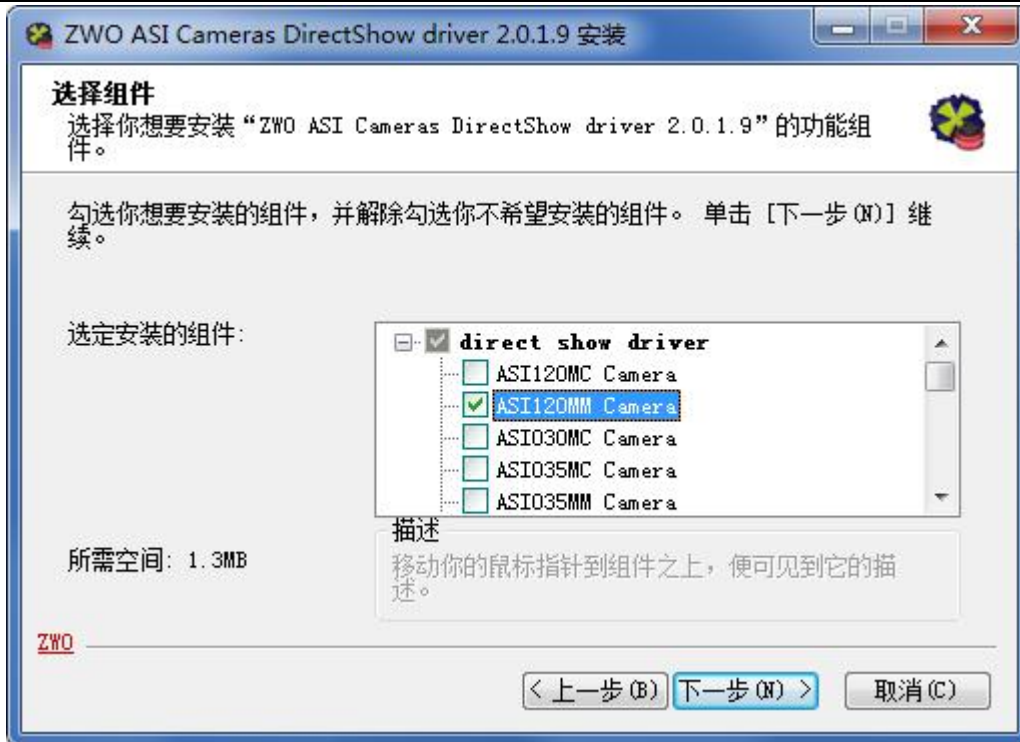 ZWO ASI Cameras DirectShow driver 2.0.1.9 安装
选择组件
选择你想要安装“ZWO ASI Cameras DirectShow driver 2.0.1.9”的功能组
件。
勾选你想要安装的组件，并解除勾选你不希望安装的组件。 单击 [下一步(N)] 继
续。
选定安装的组件:
direct show driver
ASI120MC Camera
ASI120MM Camera
ASI030MC Camera
ASI035MC Camera
ASI035MM Camera
所需空间: 1.3MB
描述
移动你的鼠标指针到组件之上，便可见到它的描
述。
ZWO
< 上一步(B) 下一步(N) > 取消(C)